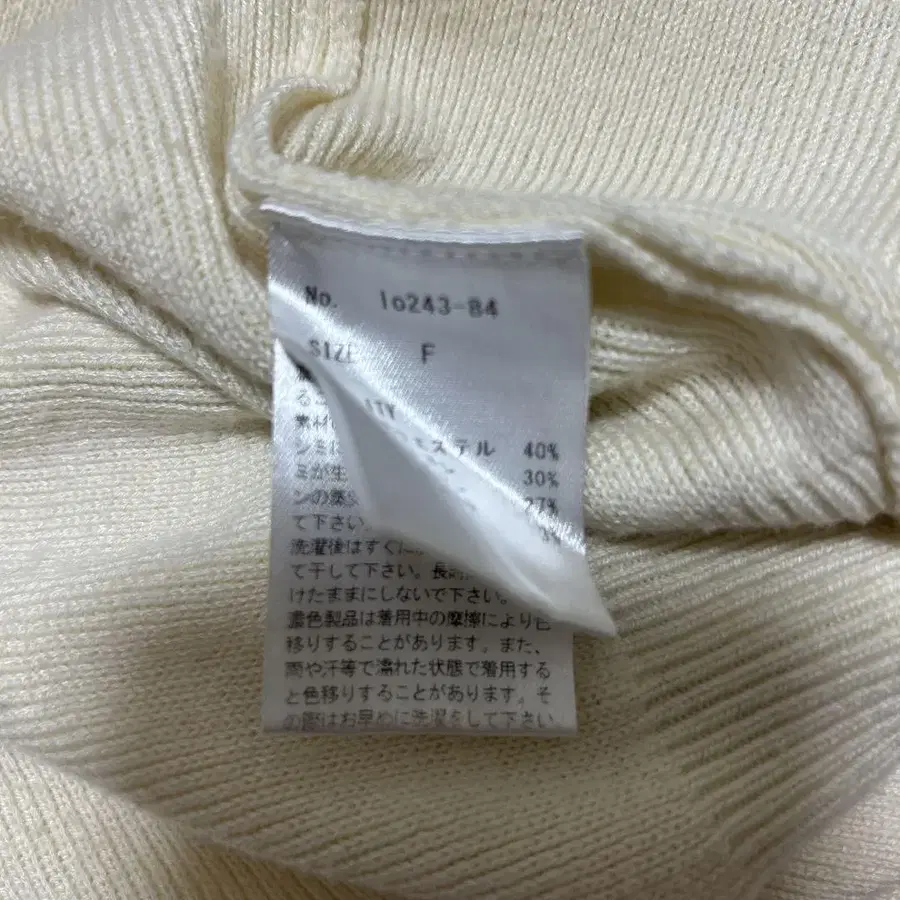 No. lo243-84
SIZE F
ITY
エステル 40%
30%
27%
3%
素材
ンミ
ミが生
ンの蒸
て下さい。
洗濯後はすぐに
て干して下さい。長時
けたままにしないで下さい。
濃色製品は着用中の摩擦により色
移りすることがあります。また、
雨や汗等で濡れた状態で着用する
と色移りすることがあります。そ
の際はお早めに洗濯をして下さい。